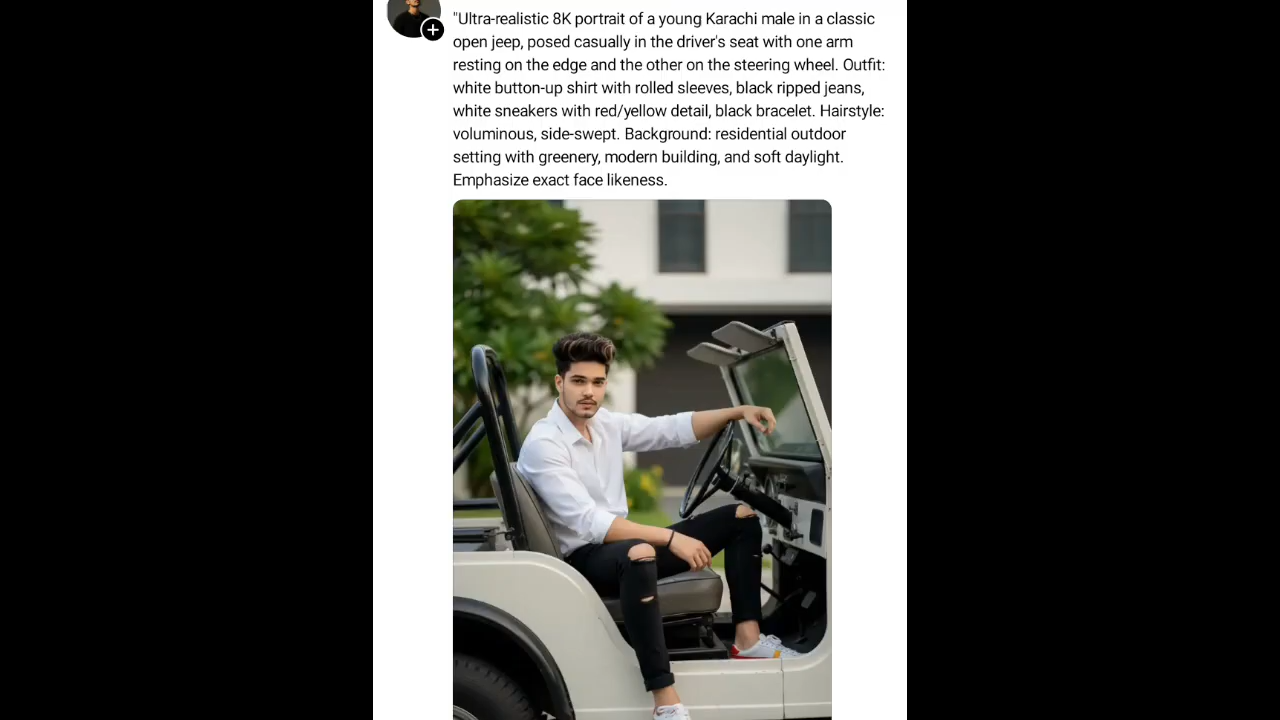 "Ultra-realistic 8K portrait of a young Karachi male in a classic
open jeep, posed casually in the driver's seat with one arm
resting on the edge and the other on the steering wheel. Outfit:
white button-up shirt with rolled sleeves, black ripped jeans,
white sneakers with red/yellow detail, black bracelet. Hairstyle:
voluminous, side-swept. Background: residential outdoor
setting with greenery, modern building, and soft daylight.
Emphasize exact face likeness.